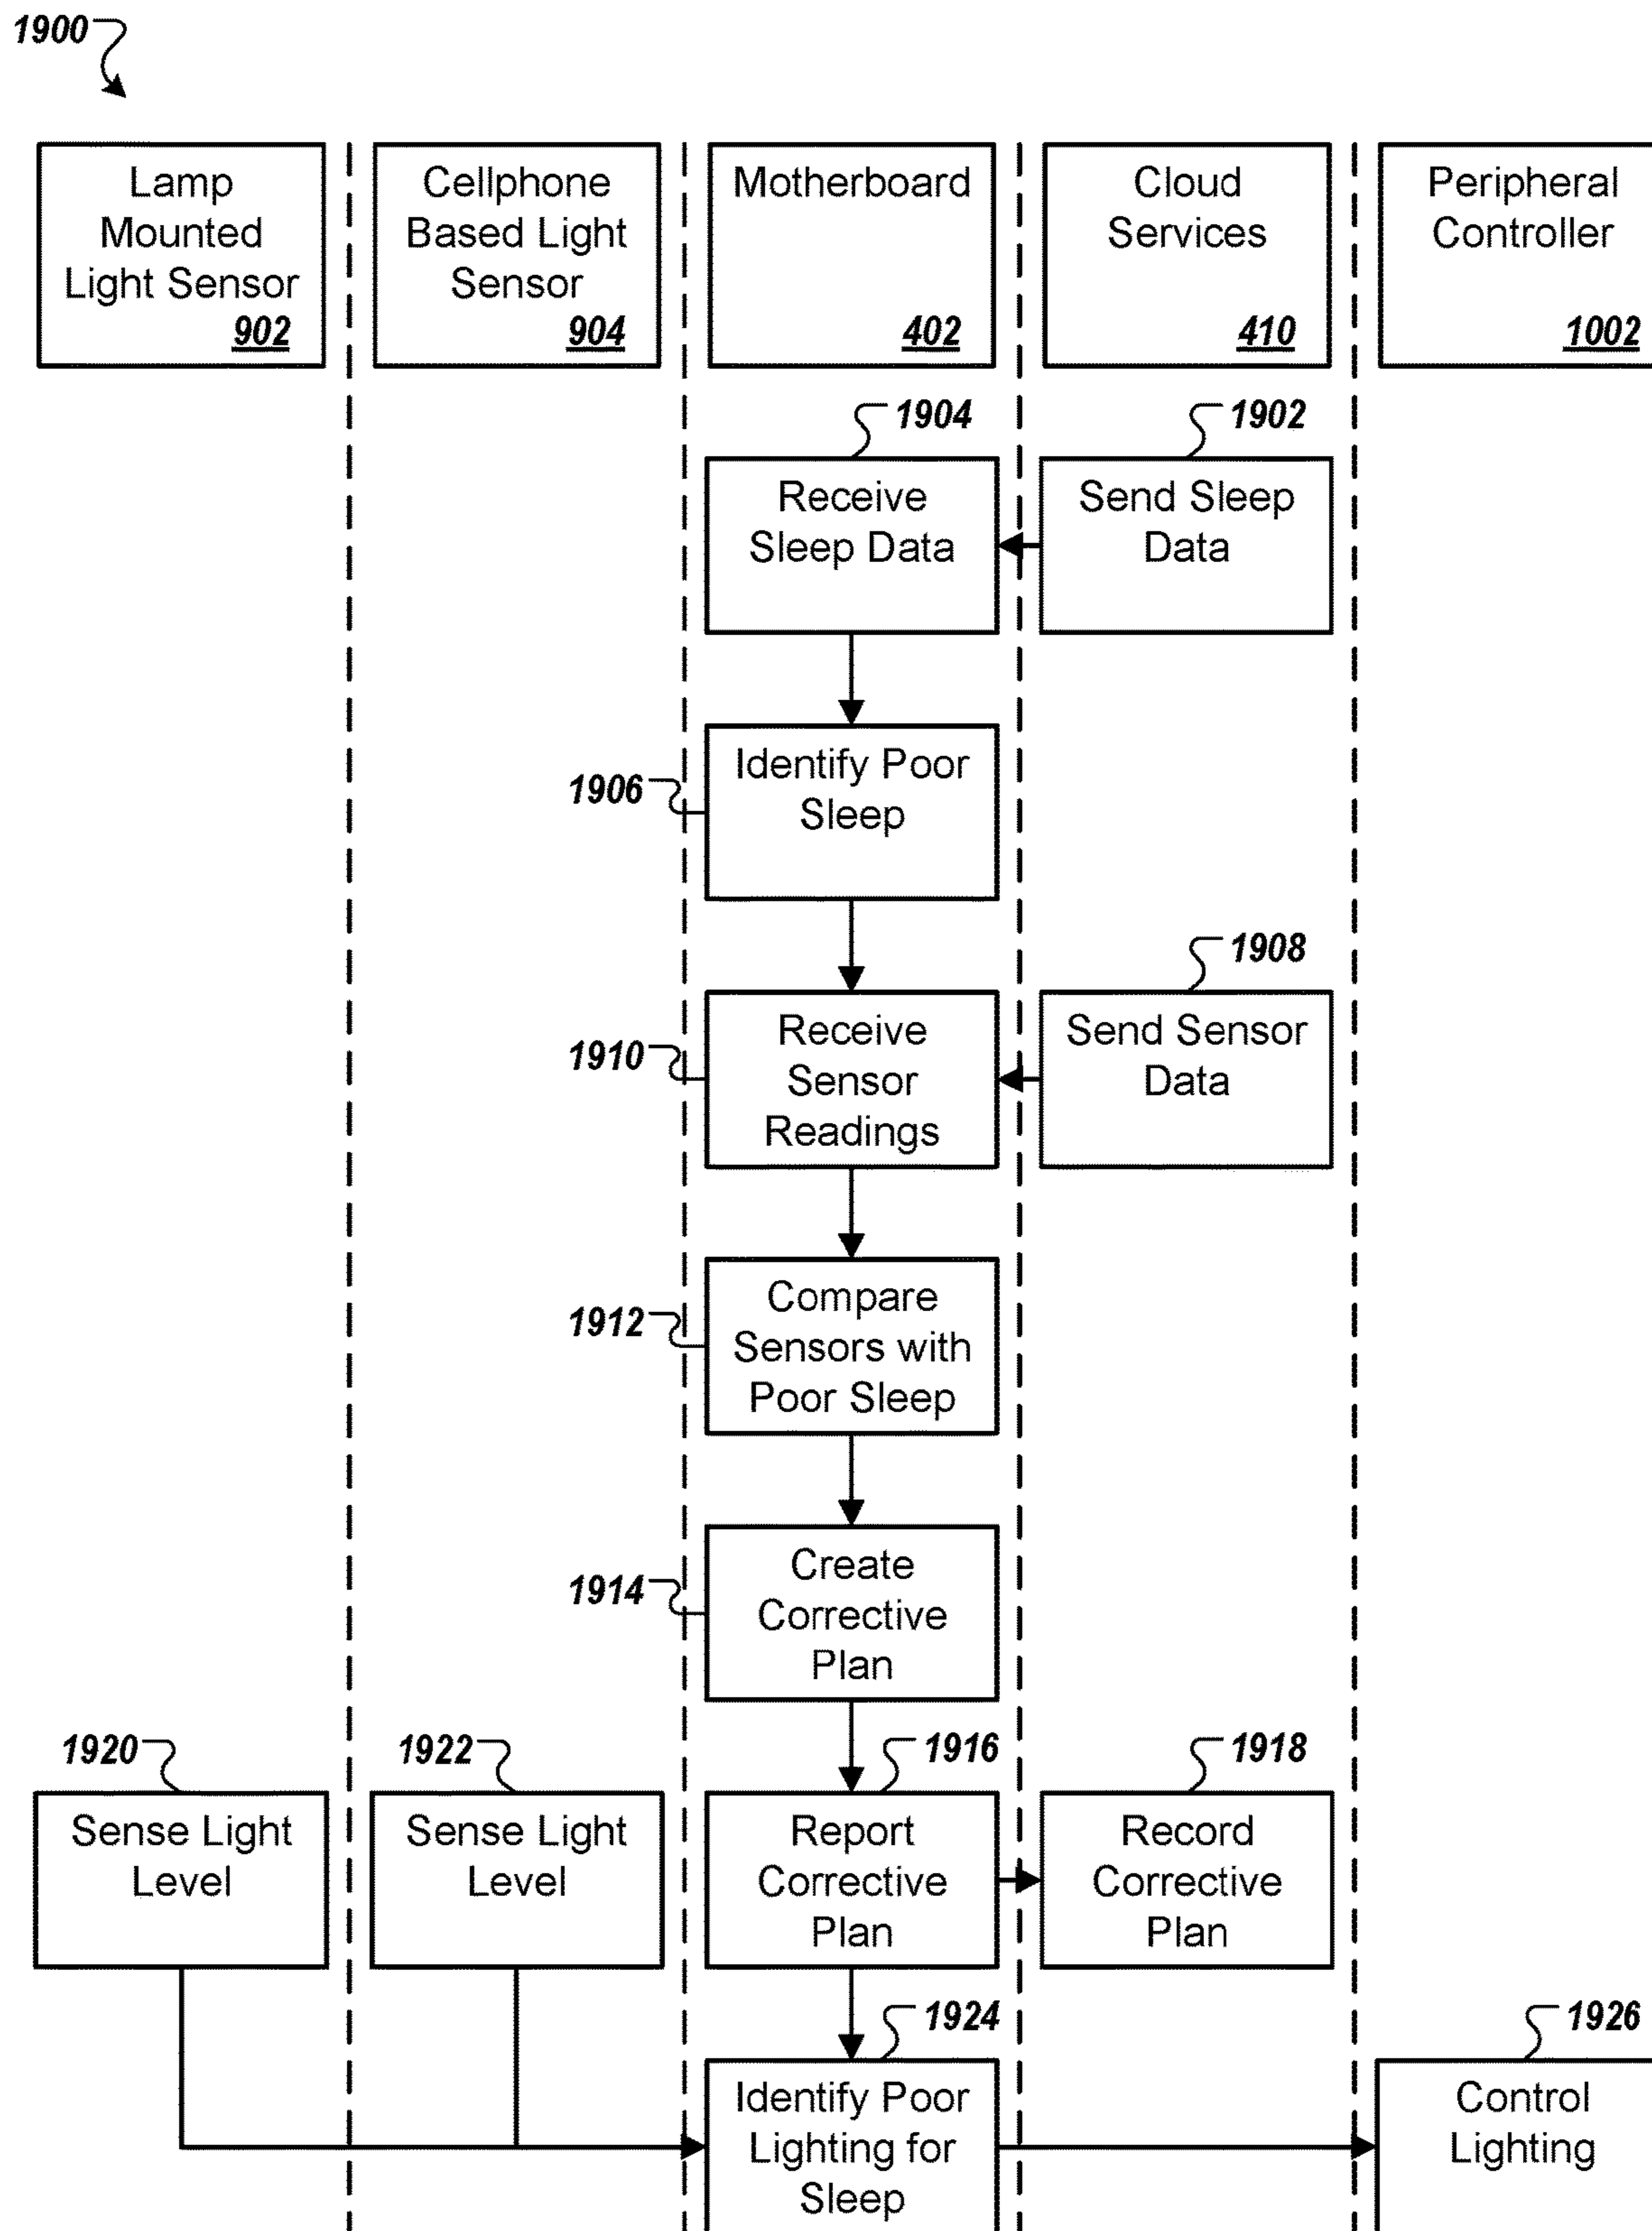 1900
Lamp
Mounted
Light Sensor
902
Cellphone
Based Light
Sensor
904
Motherboard
402
Cloud
Services
410
Peripheral
Controller
1002
1904
Receive
Sleep Data
1902
Send Sleep
Data
1906
Identify Poor
Sleep
1910
Receive
Sensor
Readings
1908
Send Sensor
Data
1912
Compare
Sensors with
Poor Sleep
1914
Create
Corrective
Plan
1920
Sense Light
Level
1922
Sense Light
Level
1916
Report
Corrective
Plan
1918
Record
Corrective
Plan
1924
Identify Poor
Lighting for
Sleep
1926
Control
Lighting